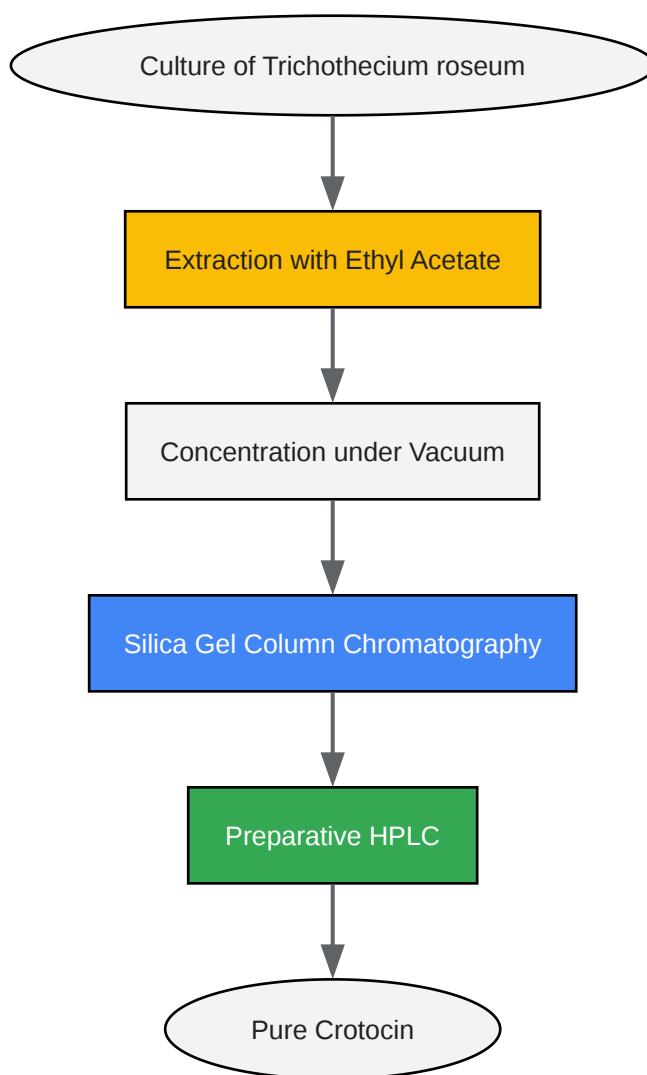 Culture of Trichothecium roseum
Extraction with Ethyl Acetate
Concentration under Vacuum
Silica Gel Column Chromatography
Preparative HPLC
Pure Crotocin